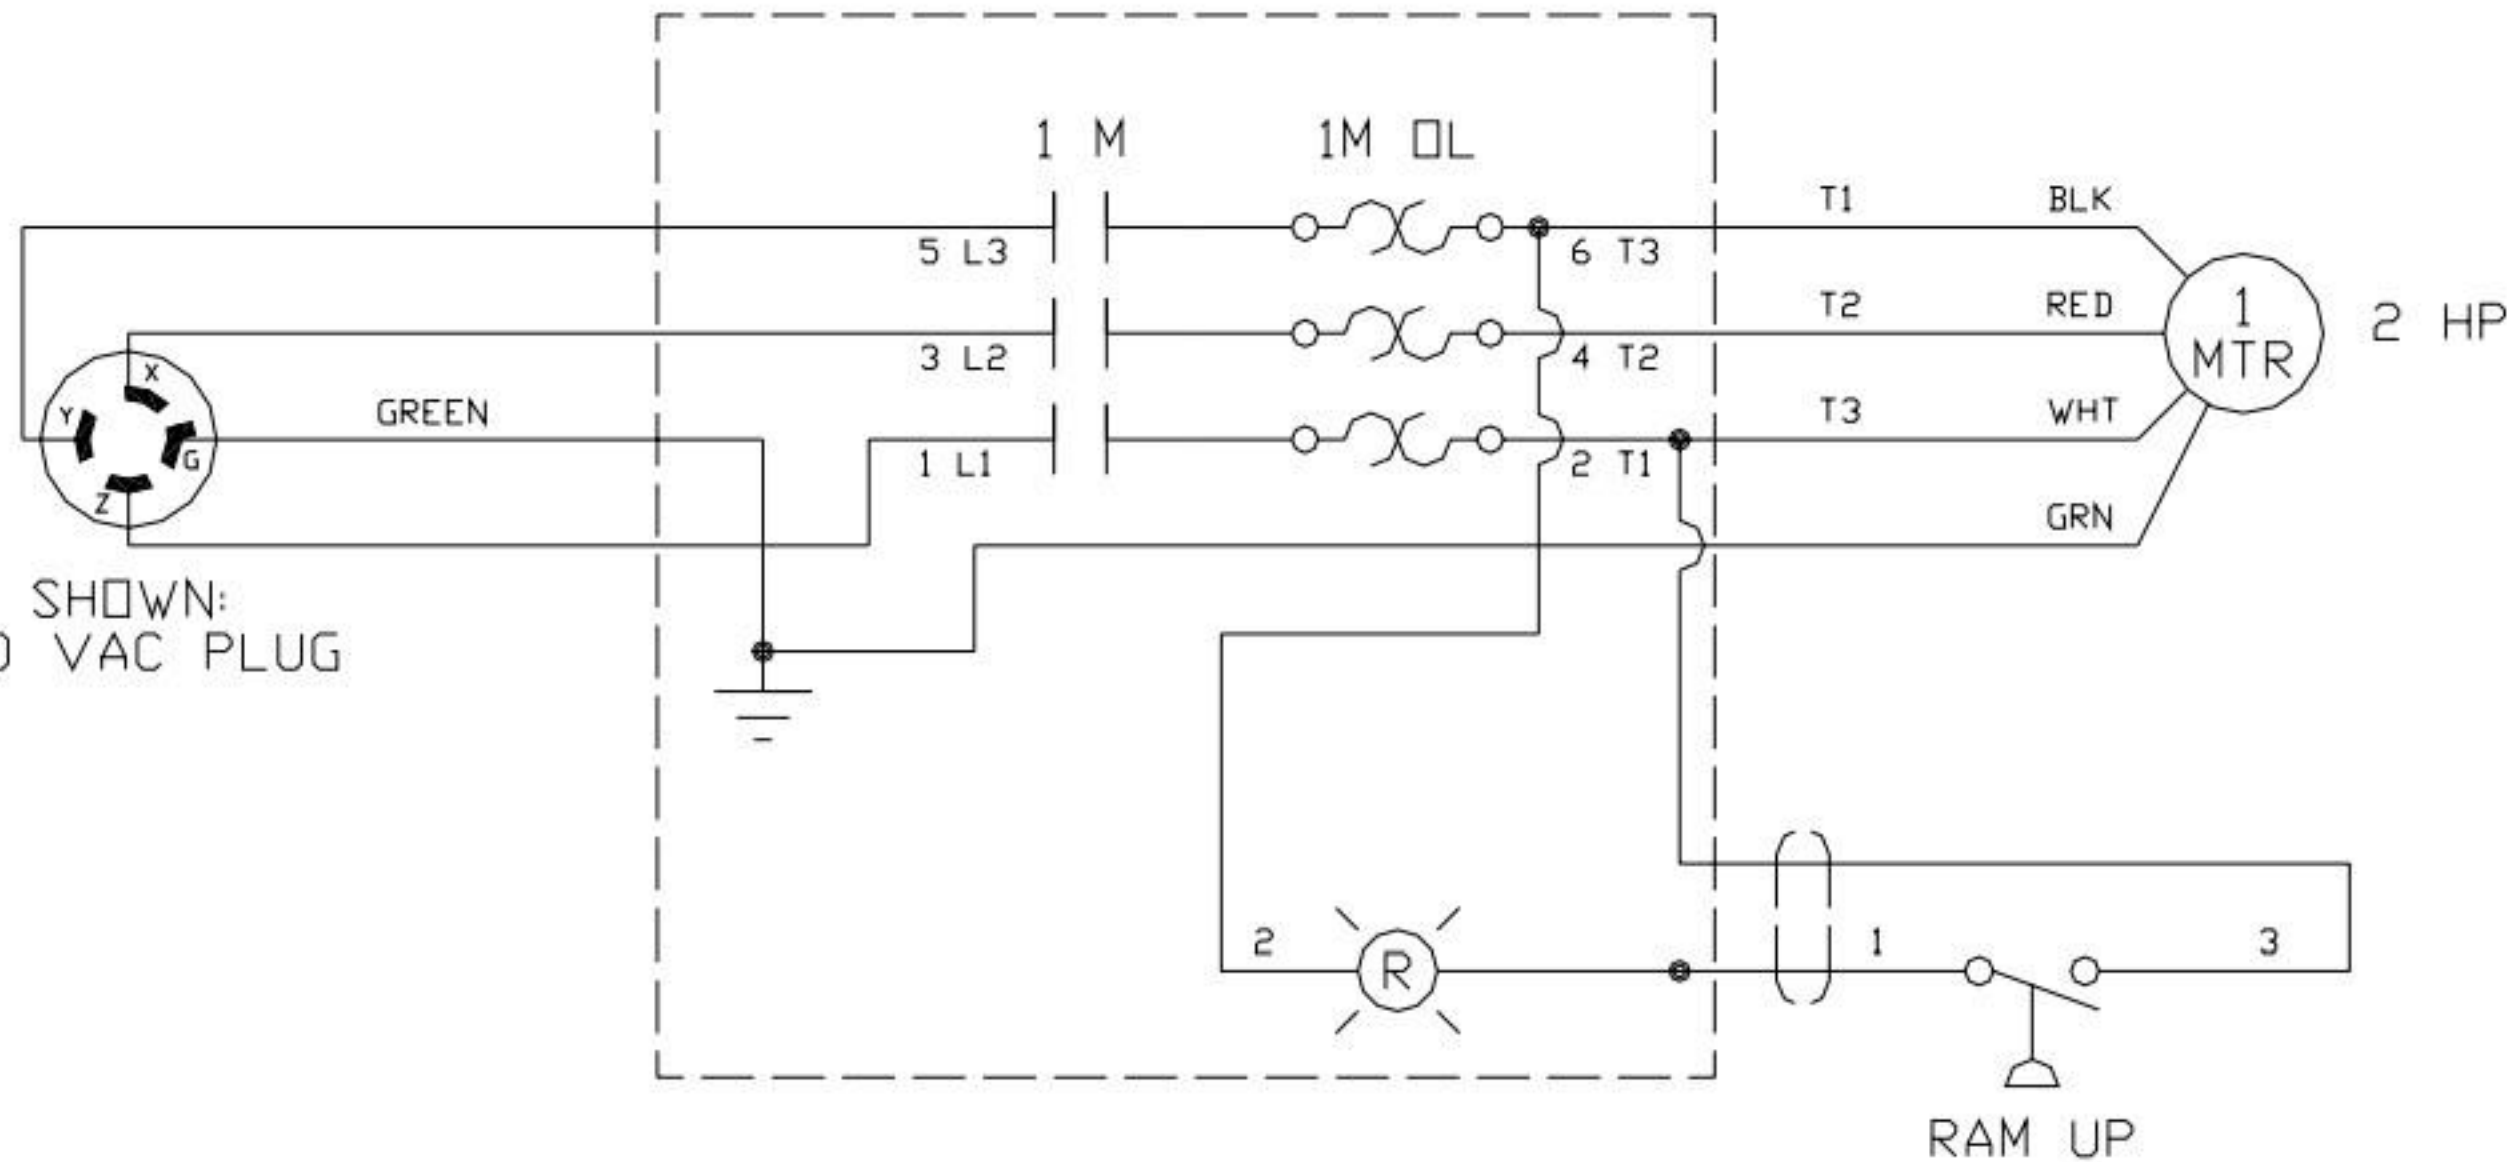 1 M
1M OL
T1
BLK
5 L3
6 T3
T2
RED
1
MTR
2 HP
3 L2
4 T2
X
Y
GREEN
T3
WHT
G
1 L1
2 T1
Z
GRN
SHOWN:
VAC PLUG
2
R
1
3
RAM UP